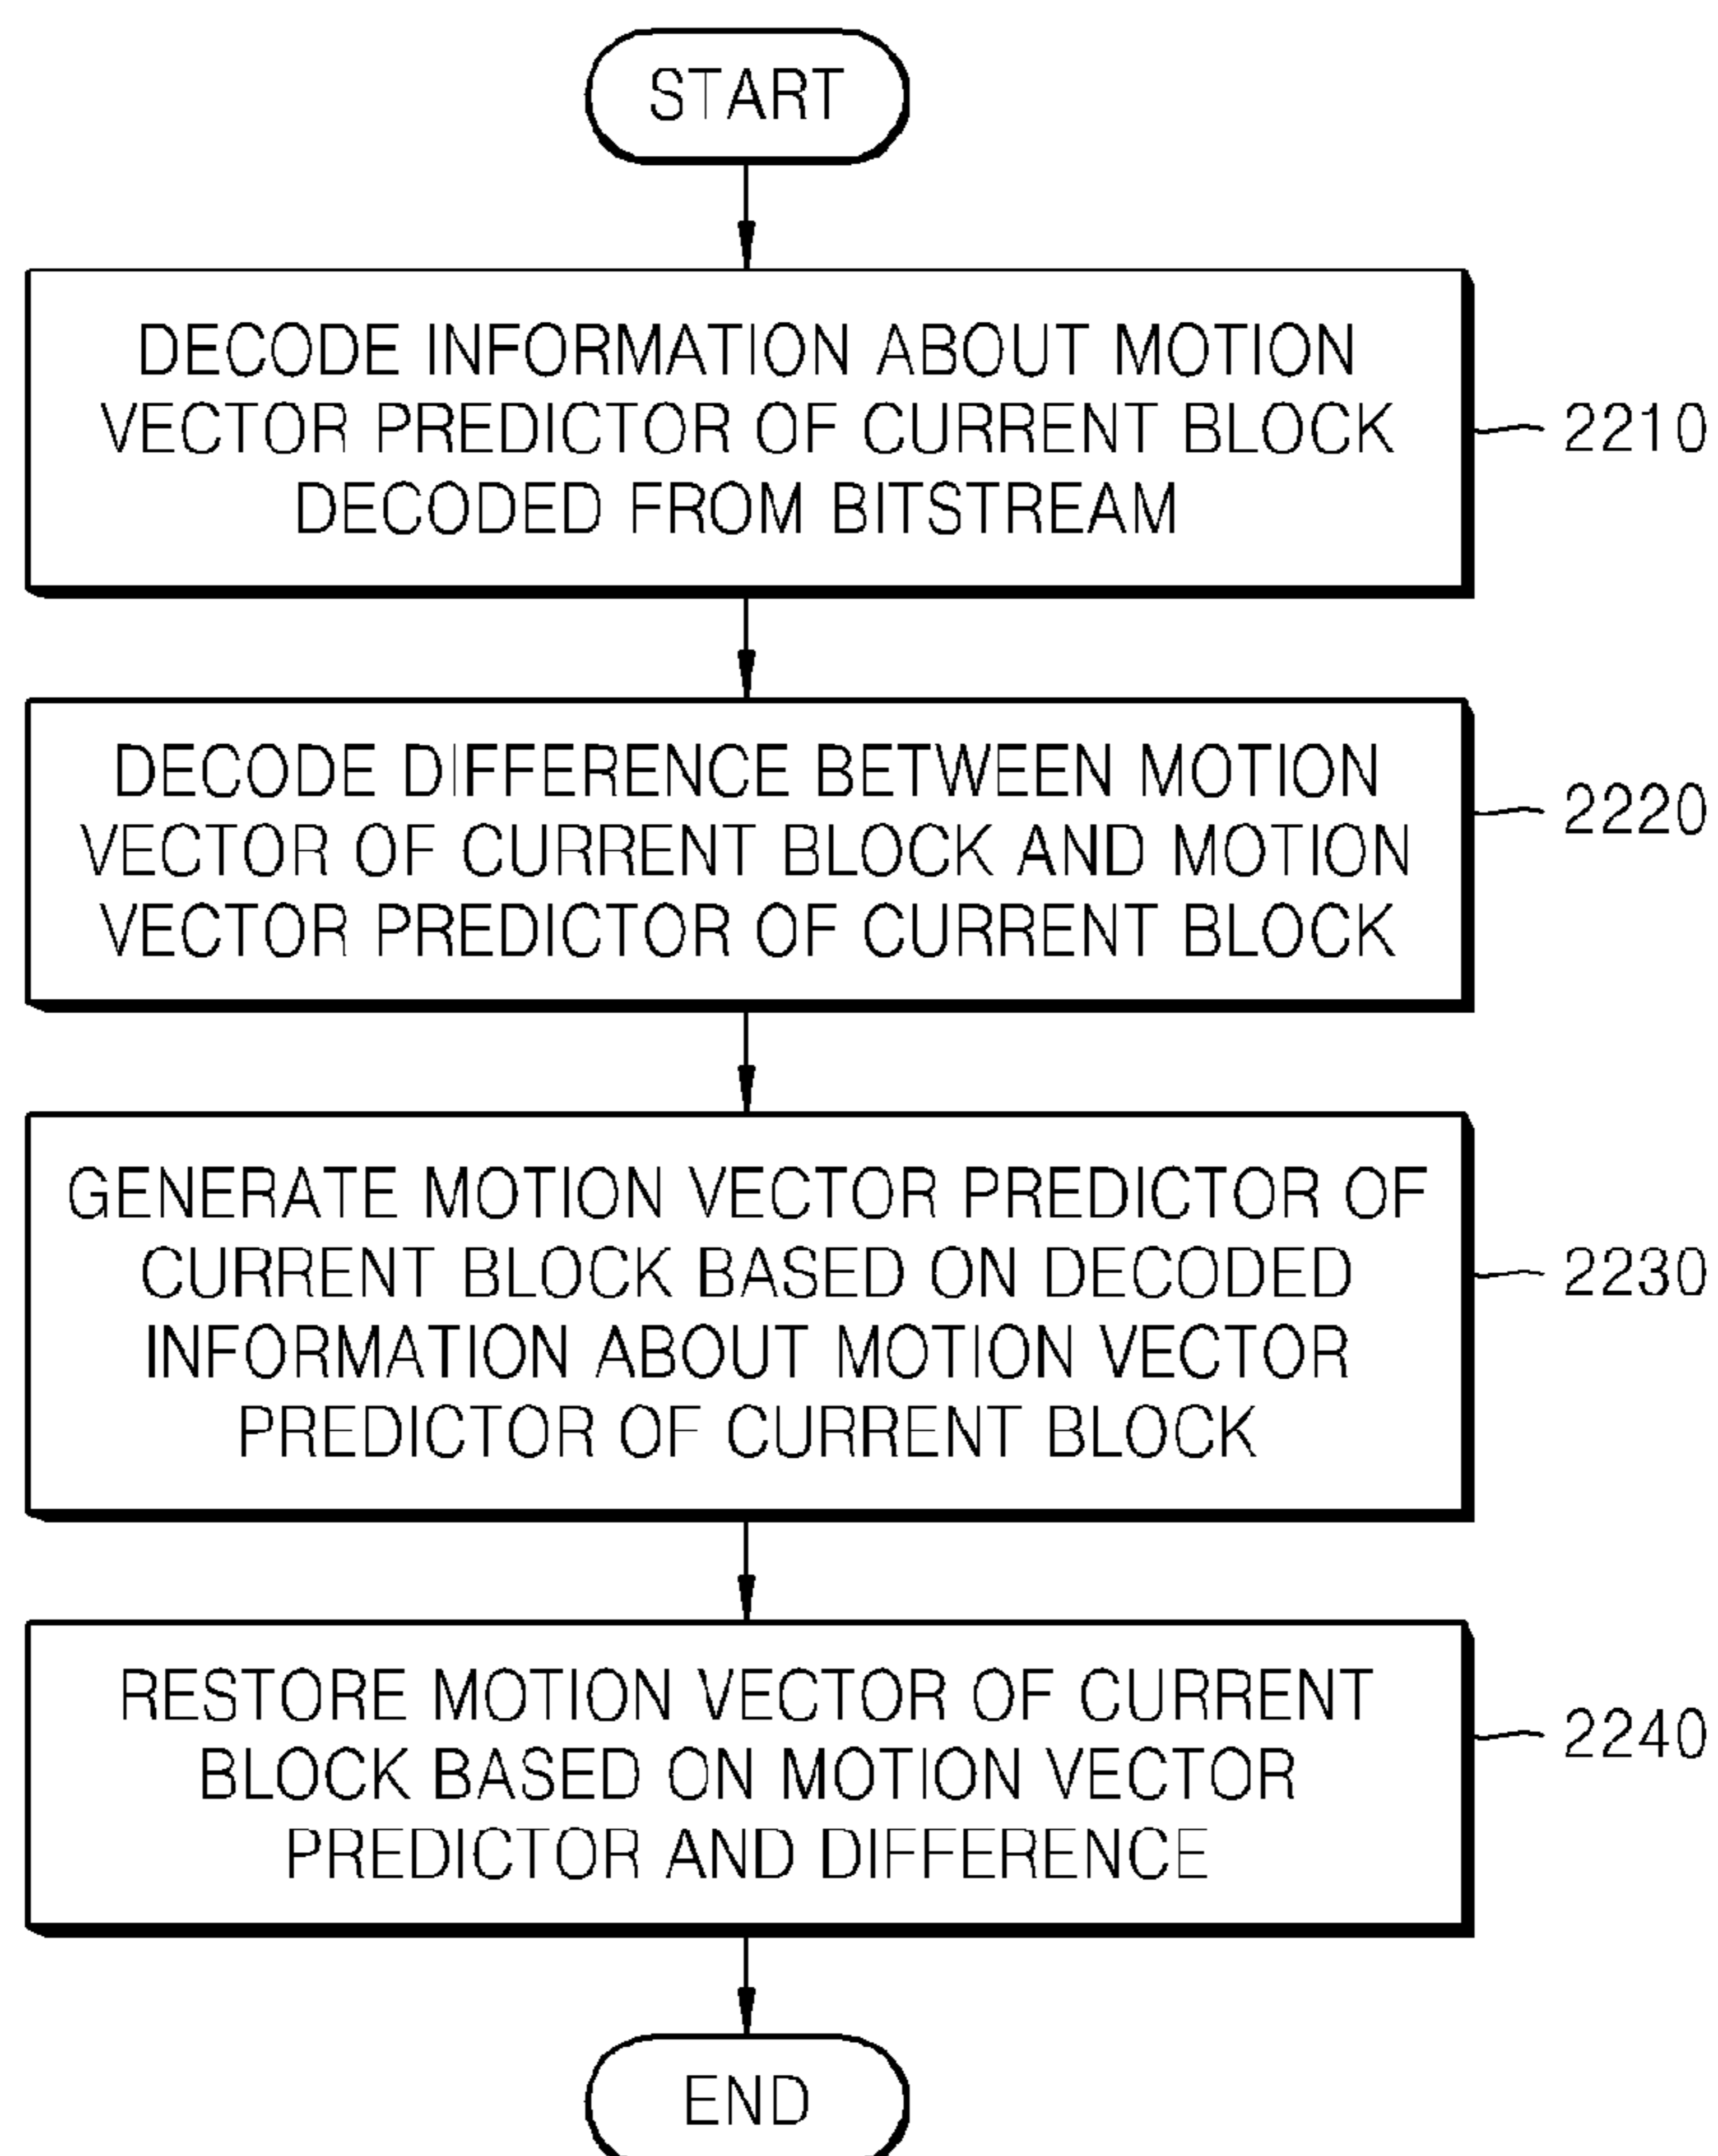 START
DECODE INFORMATION ABOUT MOTION
VECTOR PREDICTOR OF CURRENT BLOCK
DECODED FROM BITSTREAM
2210
DECODE DIFFERENCE BETWEEN MOTION
VECTOR OF CURRENT BLOCK AND MOTION
VECTOR PREDICTOR OF CURRENT BLOCK
2220
GENERATE MOTION VECTOR PREDICTOR OF
CURRENT BLOCK BASED ON DECODED
INFORMATION ABOUT MOTION VECTOR
PREDICTOR OF CURRENT BLOCK
2230
RESTORE MOTION VECTOR OF CURRENT
BLOCK BASED ON MOTION VECTOR
PREDICTOR AND DIFFERENCE
2240
END